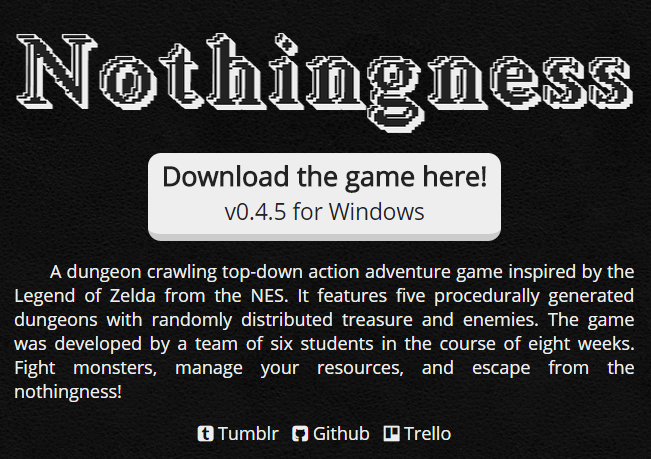 Nothingness
Download the game here!
v0.4.5 for Windows
A dungeon crawling top-down action adventure game inspired by the
Legend of Zelda from the NES. It features five procedurally generated
dungeons with randomly distributed treasure and enemies. The game
was developed by a team of six students in the course of eight weeks.
Fight monsters, manage your resources, and escape from the
nothingness!
Tumblr Github Trello